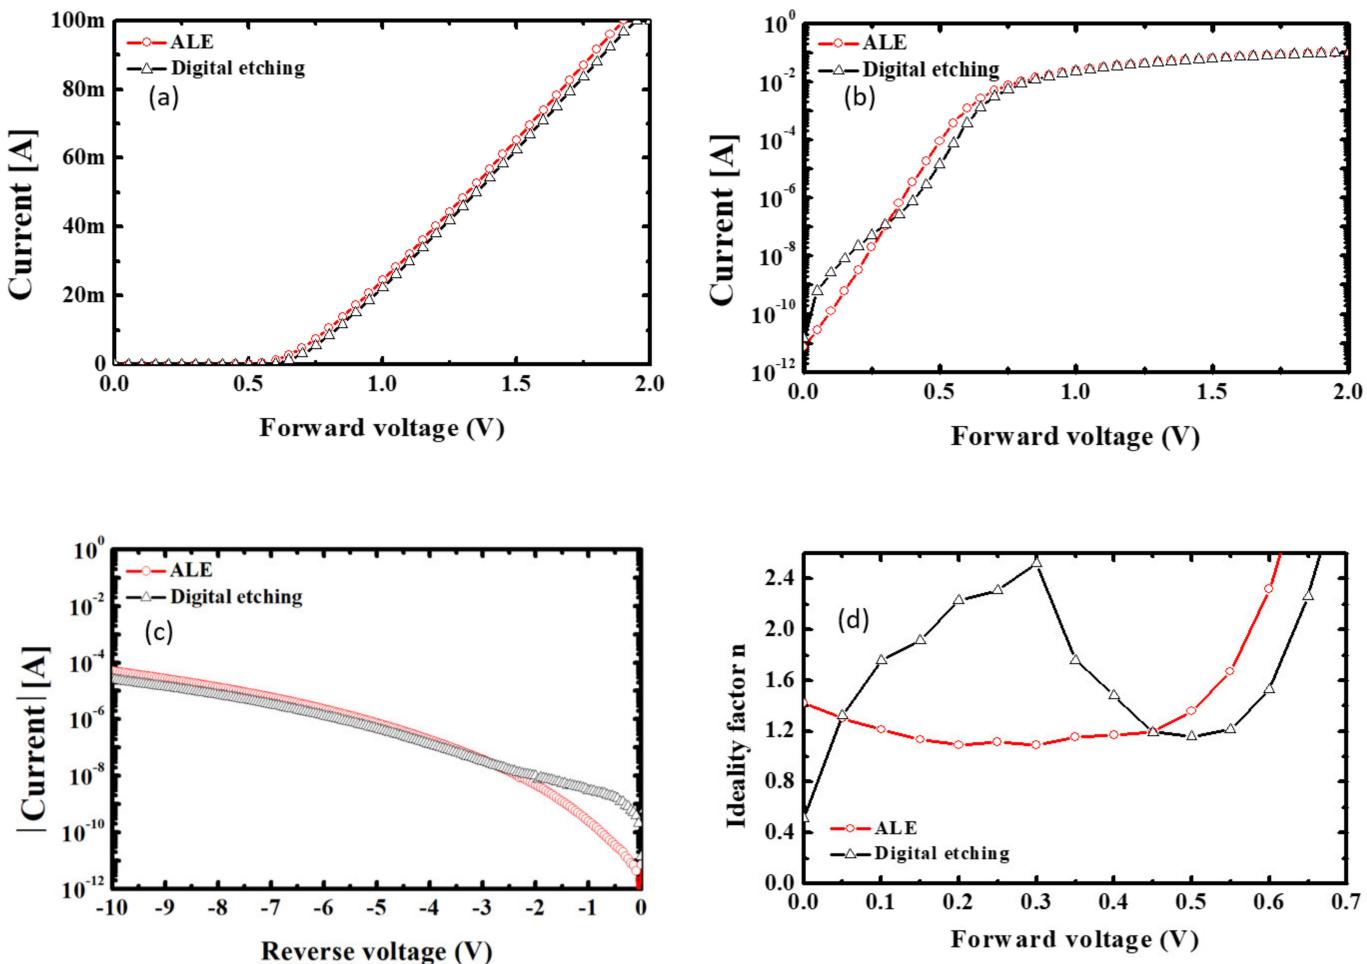 100m
80m
60m
40m
20m
0
Current [A]
ALE
Digital etching
(a)
0.0 0.5 1.0 1.5 2.0
Forward voltage (V)
10^0
10^-2
10^-4
10^-6
10^-8
10^-10
10^-12
Current [A]
ALE
Digital etching
(b)
0.0 0.5 1.0 1.5 2.0
Forward voltage (V)
10^0
10^-2
10^-4
10^-6
10^-8
10^-10
10^-12
|Current| [A]
ALE
Digital etching
(c)
-10 -9 -8 -7 -6 -5 -4 -3 -2 -1 0
Reverse voltage (V)
2.4
2.0
1.6
1.2
0.8
0.4
0.0
Ideality factor n
(d)
ALE
Digital etching
0.0 0.1 0.2 0.3 0.4 0.5 0.6 0.7
Forward voltage (V)